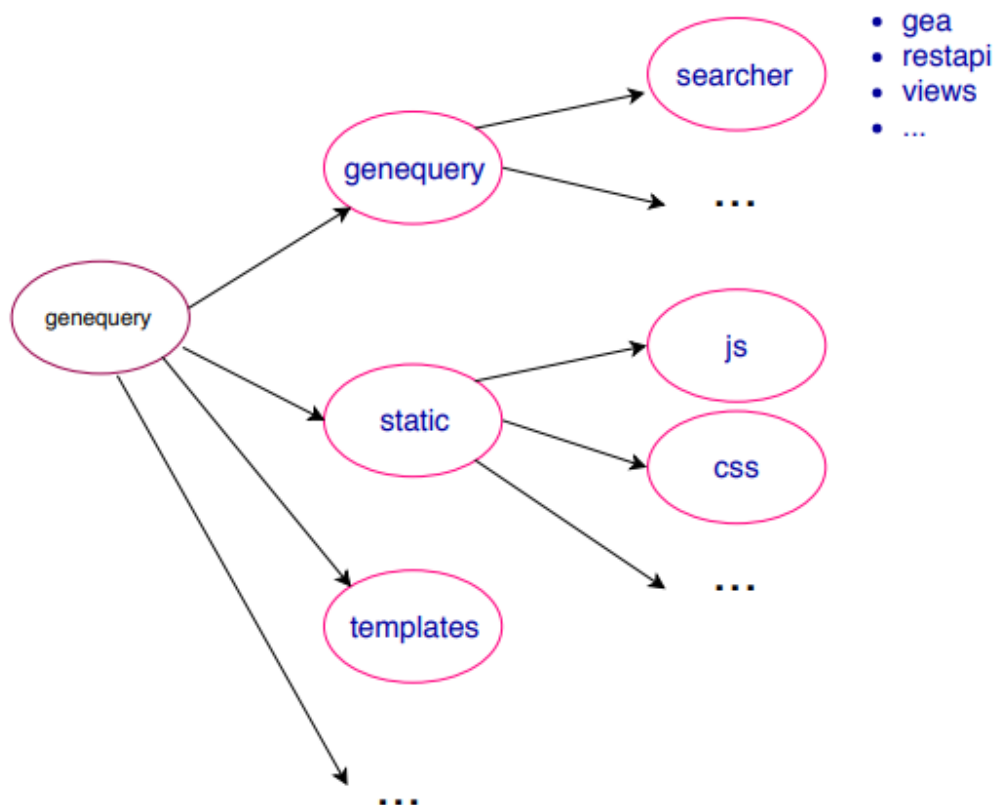 genequery
genequery
searcher
• gea
• restapi
• views
• ...
...
static
js
css
...
templates
...